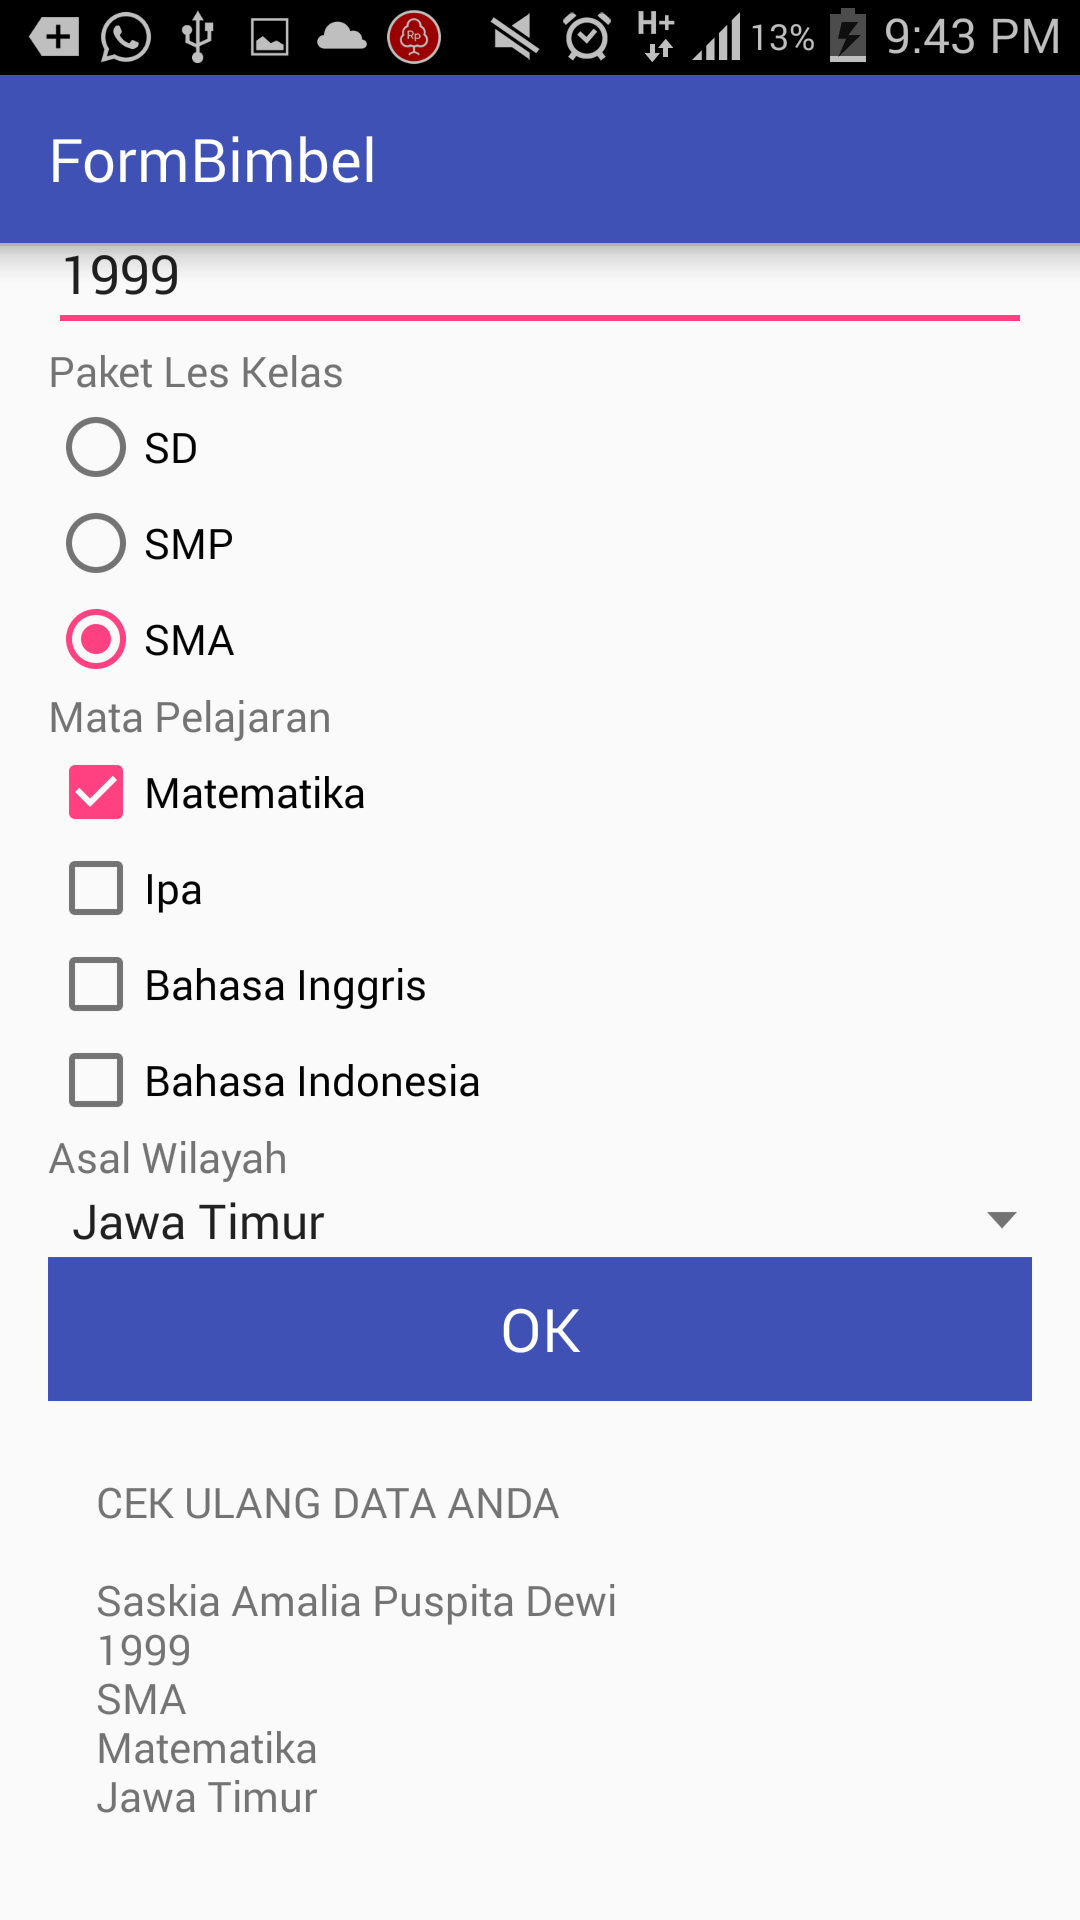 H+ 13% 9:43 PM
FormBimbel
1999
Paket Les Kelas
SD
SMP
SMA
Mata Pelajaran
Matematika
Ipa
Bahasa Inggris
Bahasa Indonesia
Asal Wilayah
Jawa Timur
OK
CEK ULANG DATA ANDA
Saskia Amalia Puspita Dewi
1999
SMA
Matematika
Jawa Timur